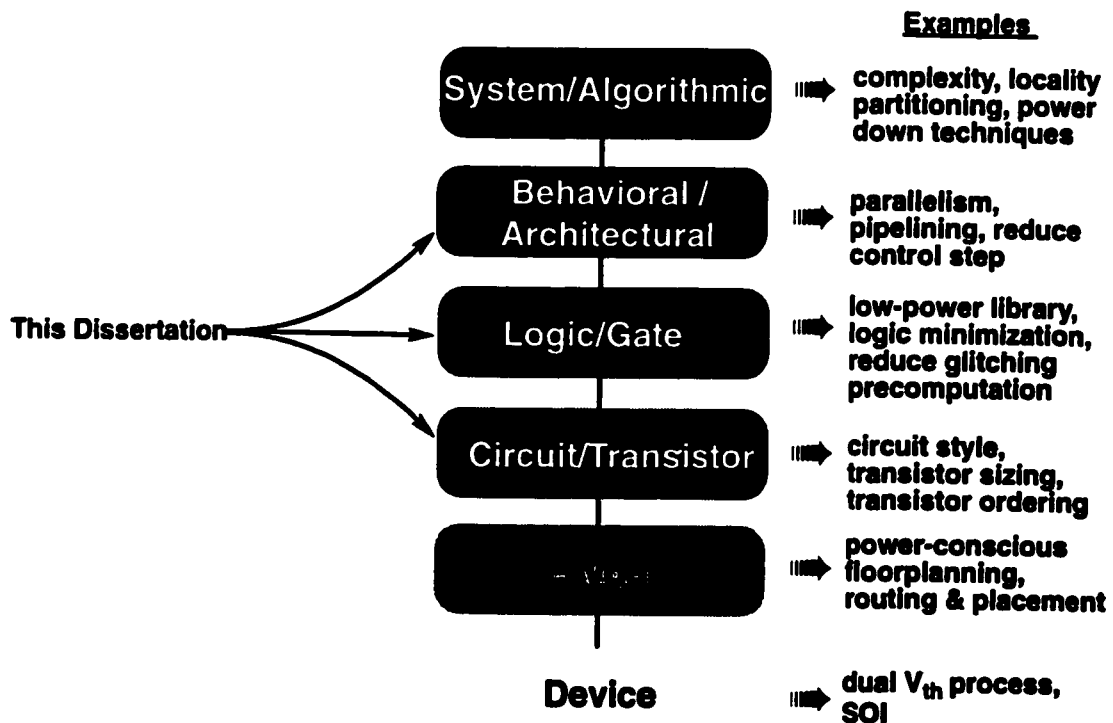 Examples
System/Algorithmic
complexity, locality
partitioning, power
down techniques
Behavioral /
Architectural
parallelism,
pipelining, reduce
control step
This Dissertation
Logic/Gate
low-power library,
logic minimization,
reduce glitching
precomputation
Circuit/Transistor
circuit style,
transistor sizing,
transistor ordering
power-conscious
floorplanning,
routing & placement
Device
dual Vth process,
SOI